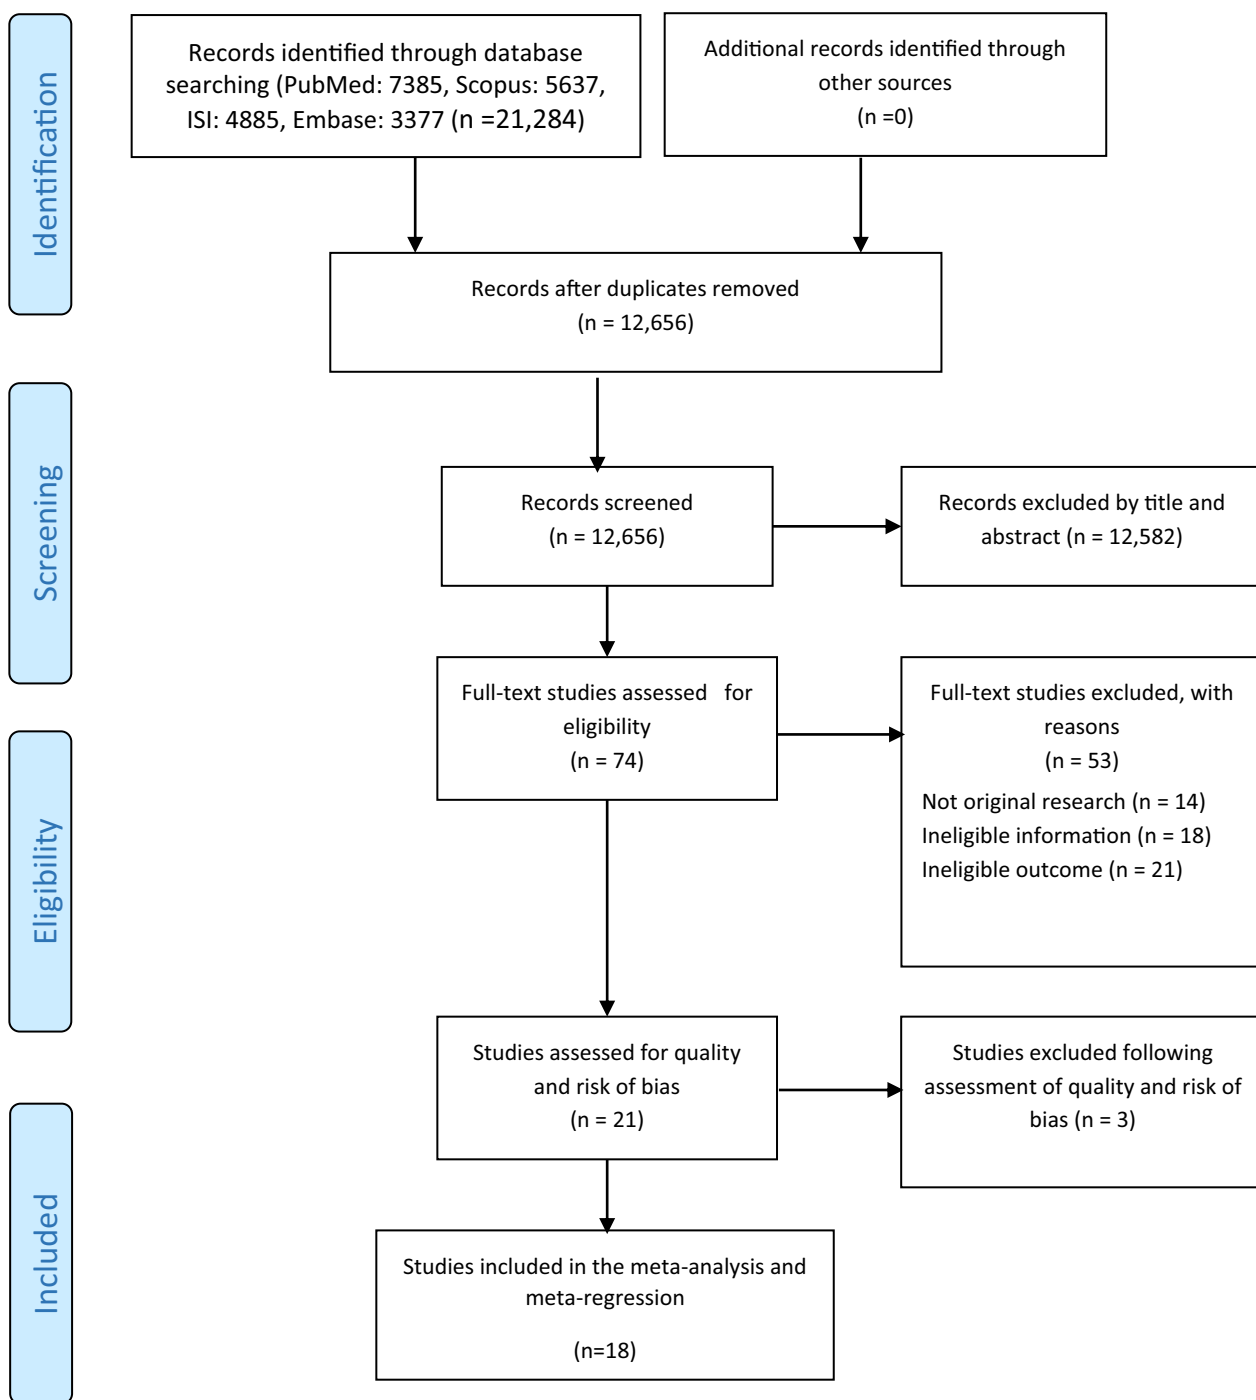 Identification
Records identified through database
searching (PubMed: 7385, Scopus: 5637,
ISI: 4885, Embase: 3377 (n =21,284)
Additional records identified through
other sources
(n =0)
Records after duplicates removed
(n = 12,656)
Screening
Records screened
(n = 12,656)
Records excluded by title and
abstract (n = 12,582)
Full-text studies assessed for
eligibility
(n = 74)
Full-text studies excluded, with
reasons
(n = 53)
Not original research (n = 14)
Ineligible information (n = 18)
Ineligible outcome (n = 21)
Eligibility
Studies assessed for quality
and risk of bias
(n = 21)
Studies excluded following
assessment of quality and risk of
bias (n = 3)
Included
Studies included in the meta-analysis and
meta-regression
(n=18)